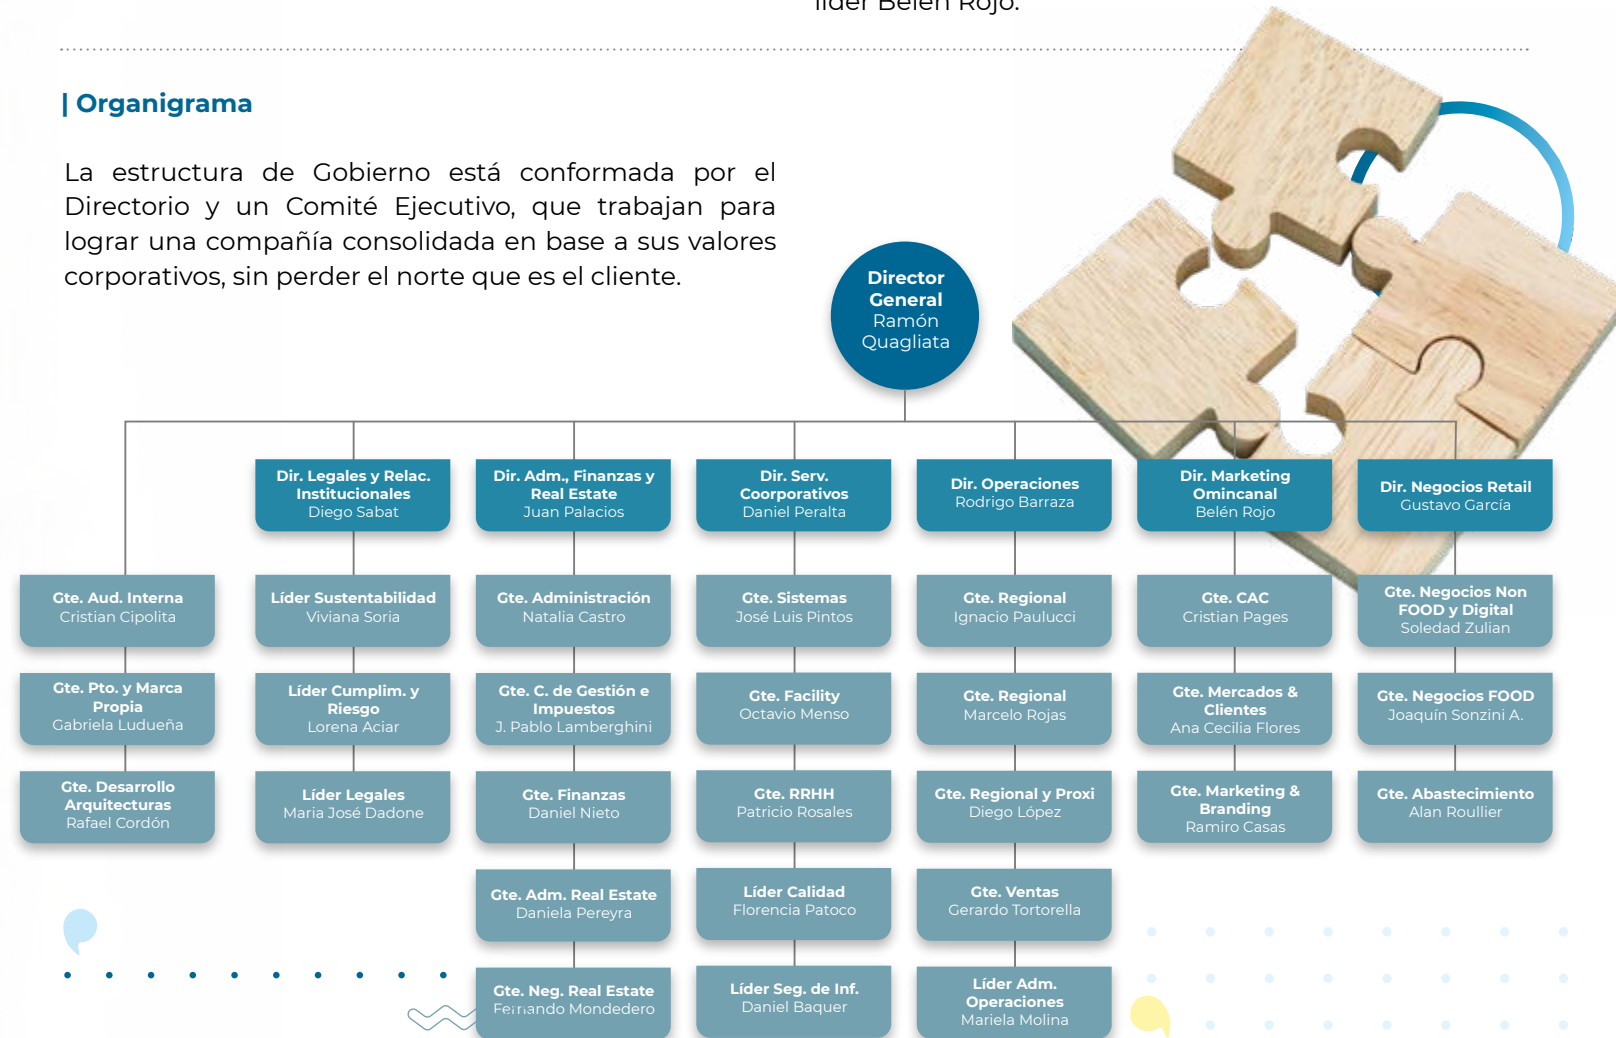 líder Belén Rojo.
| Organigrama
La estructura de Gobierno está conformada por el
Directorio y un Comité Ejecutivo, que trabajan para
lograr una compañía consolidada en base a sus valores
corporativos, sin perder el norte que es el cliente.
Director
General
Ramón
Quagliata
Dir. Legales y Relac.
Institucionales
Diego Sabat
Dir. Adm., Finanzas y
Real Estate
Juan Palacios
Dir. Serv.
Coorporativos
Daniel Peralta
Dir. Operaciones
Rodrigo Barraza
Dir. Marketing
Omincanal
Belén Rojo
Dir. Negocios Retail
Gustavo García
Gte. Aud. Interna
Cristian Cipolita
Líder Sustentabilidad
Viviana Soria
Gte. Administración
Natalia Castro
Gte. Sistemas
José Luis Pintos
Gte. Regional
Ignacio Paulucci
Gte. CAC
Cristian Pages
Gte. Negocios Non
FOOD y Digital
Soledad Zulian
Gte. Pto. y Marca
Propia
Gabriela Ludueña
Líder Cumplim. y
Riesgo
Lorena Aciar
Gte. C. de Gestión e
Impuestos
J. Pablo Lamberghini
Gte. Facility
Octavio Menso
Gte. Regional
Marcelo Rojas
Gte. Mercados &
Clientes
Ana Cecilia Flores
Gte. Negocios FOOD
Joaquín Sonzini A.
Gte. Desarrollo
Arquitecturas
Rafael Cordón
Líder Legales
Maria José Dadone
Gte. Finanzas
Daniel Nieto
Gte. RRHH
Patricio Rosales
Gte. Regional y Proxi
Diego López
Gte. Marketing &
Branding
Ramiro Casas
Gte. Abastecimiento
Alan Roullier
Gte. Adm. Real Estate
Daniela Pereyra
Líder Calidad
Florencia Patoco
Gte. Ventas
Gerardo Tortorella
Gte. Neg. Real Estate
Fernando Mondedero
Líder Seg. de Inf.
Daniel Baquer
Líder Adm.
Operaciones
Mariela Molina